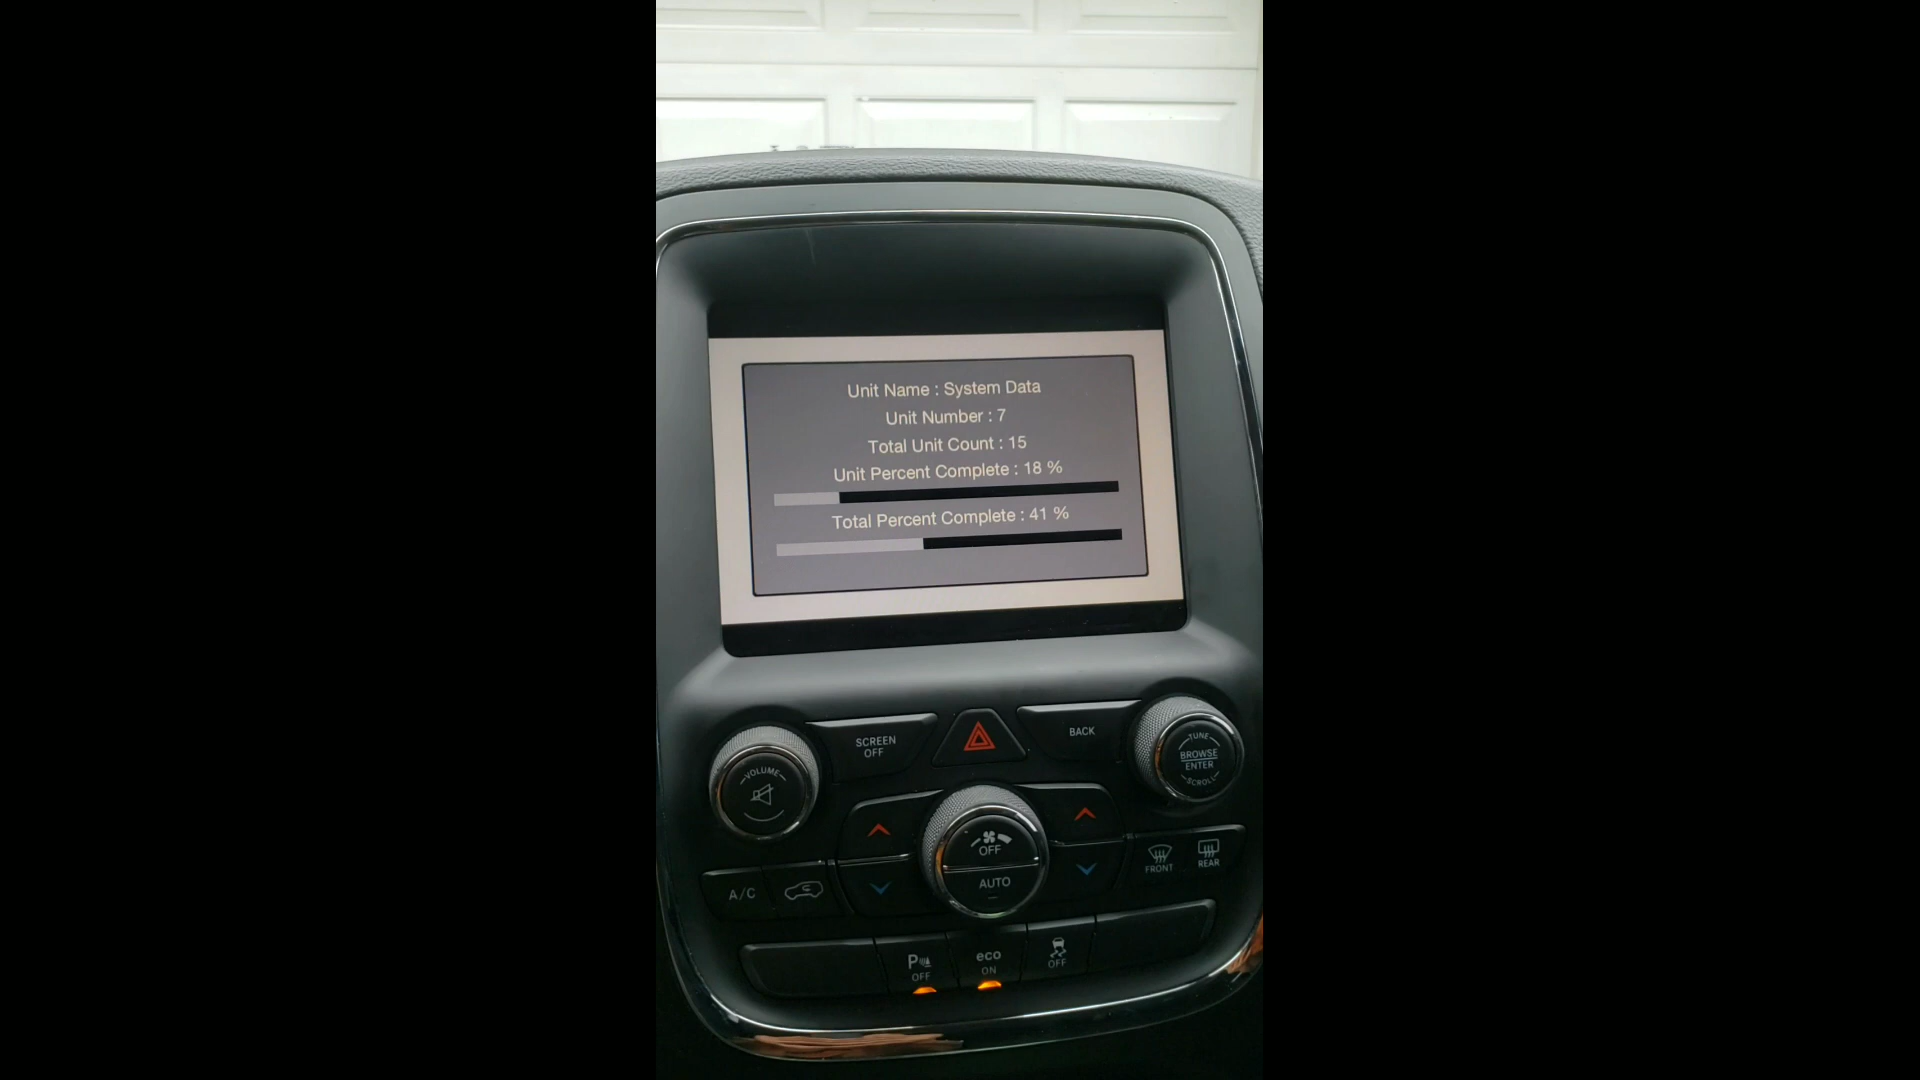 Unit Name : System Data
Unit Number : 7
Total Unit Count : 15
Unit Percent Complete : 18 %
Total Percent Complete : 41 %
SCREEN
OFF
BACK
VOLUME
TUNE
BROWSE
ENTER
SCROLL
OFF
AUTO
A/C
FRONT
REAR
P
OFF
eco
ON
OFF